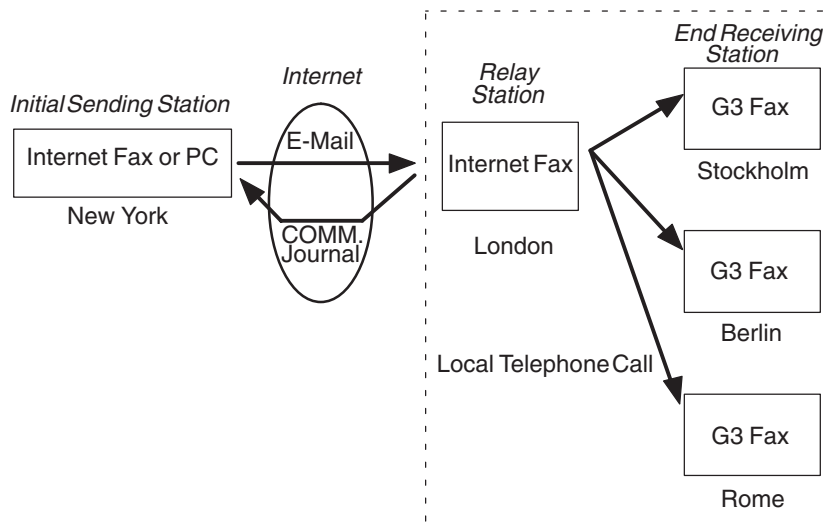 Initial Sending Station
Internet Fax or PC
New York
Internet
E-Mail
COMM.
Journal
Relay
Station
Internet Fax
London
Local Telephone Call
End Receiving
Station
G3 Fax
Stockholm
G3 Fax
Berlin
G3 Fax
Rome